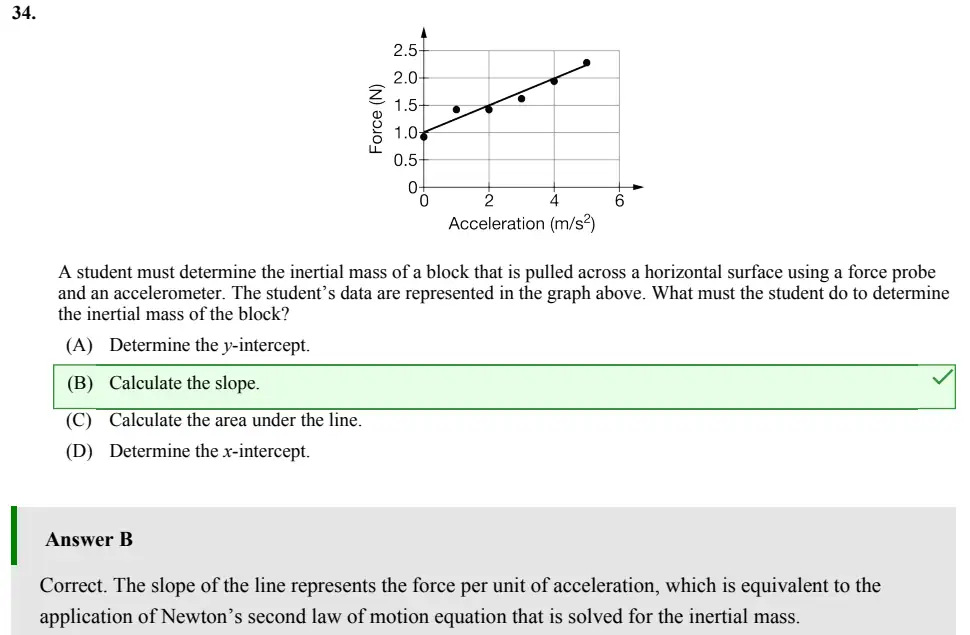 34.
2.5
2.0
1.5
1.0
0.5
0
Force (N)
0 2 4 6
Acceleration (m/s²)
A student must determine the inertial mass of a block that is pulled across a horizontal surface using a force probe
and an accelerometer. The student’s data are represented in the graph above. What must the student do to determine
the inertial mass of the block?
(A) Determine the y-intercept.
(B) Calculate the slope.
(C) Calculate the area under the line.
(D) Determine the x-intercept.
Answer B
Correct. The slope of the line represents the force per unit of acceleration, which is equivalent to the
application of Newton’s second law of motion equation that is solved for the inertial mass.